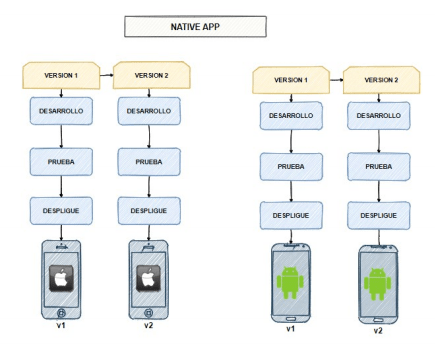 NATIVE APP
VERSION 1
VERSION 2
DESARROLLO
DESARROLLO
PRUEBA
PRUEBA
DESPLIGUE
DESPLIGUE
v1
v2
VERSION 1
VERSION 2
DESARROLLO
DESARROLLO
PRUEBA
PRUEBA
DESPLIGUE
DESPLIGUE
v1
v2